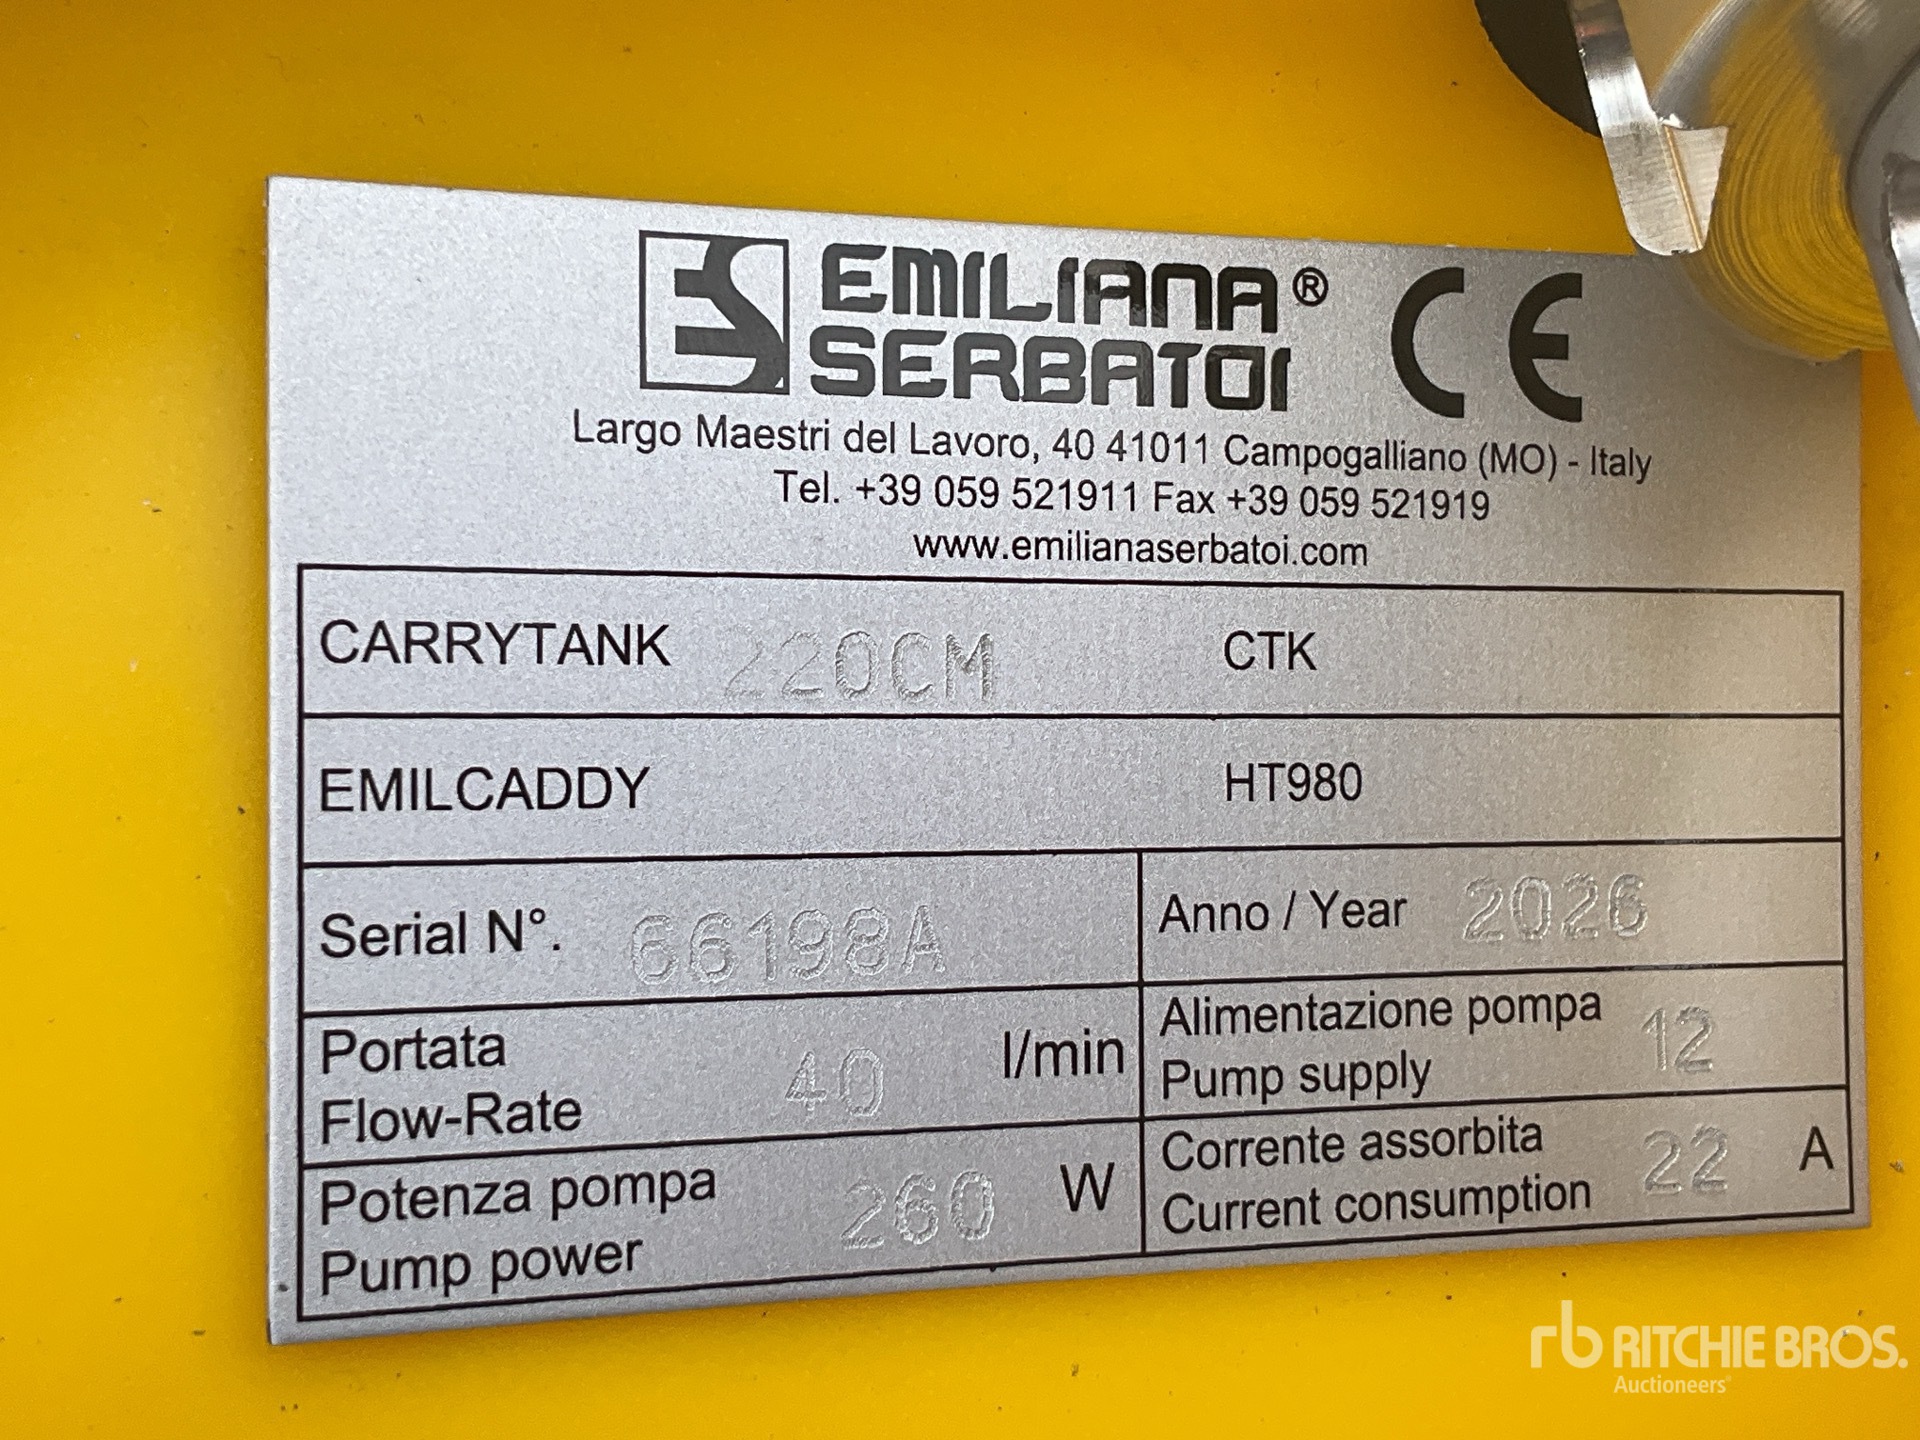 EMILIANA® CE
SERBATOI
Largo Maestri del Lavoro, 40 41011 Campogalliano (MO) - Italy
Tel. +39 059 521911 Fax +39 059 521919
www.emilianaserbatoi.com
CARRYTANK 220CM CTK
EMILCADDY HT980
Serial N°. 66198A Anno / Year 2026
Portata
Flow-Rate 40 l/min
Alimentazione pompa
Pump supply 12
Potenza pompa
Pump power 260 W
Corrente assorbita
Current consumption 22 A
rb RITCHIE BROS.
Auctioneers